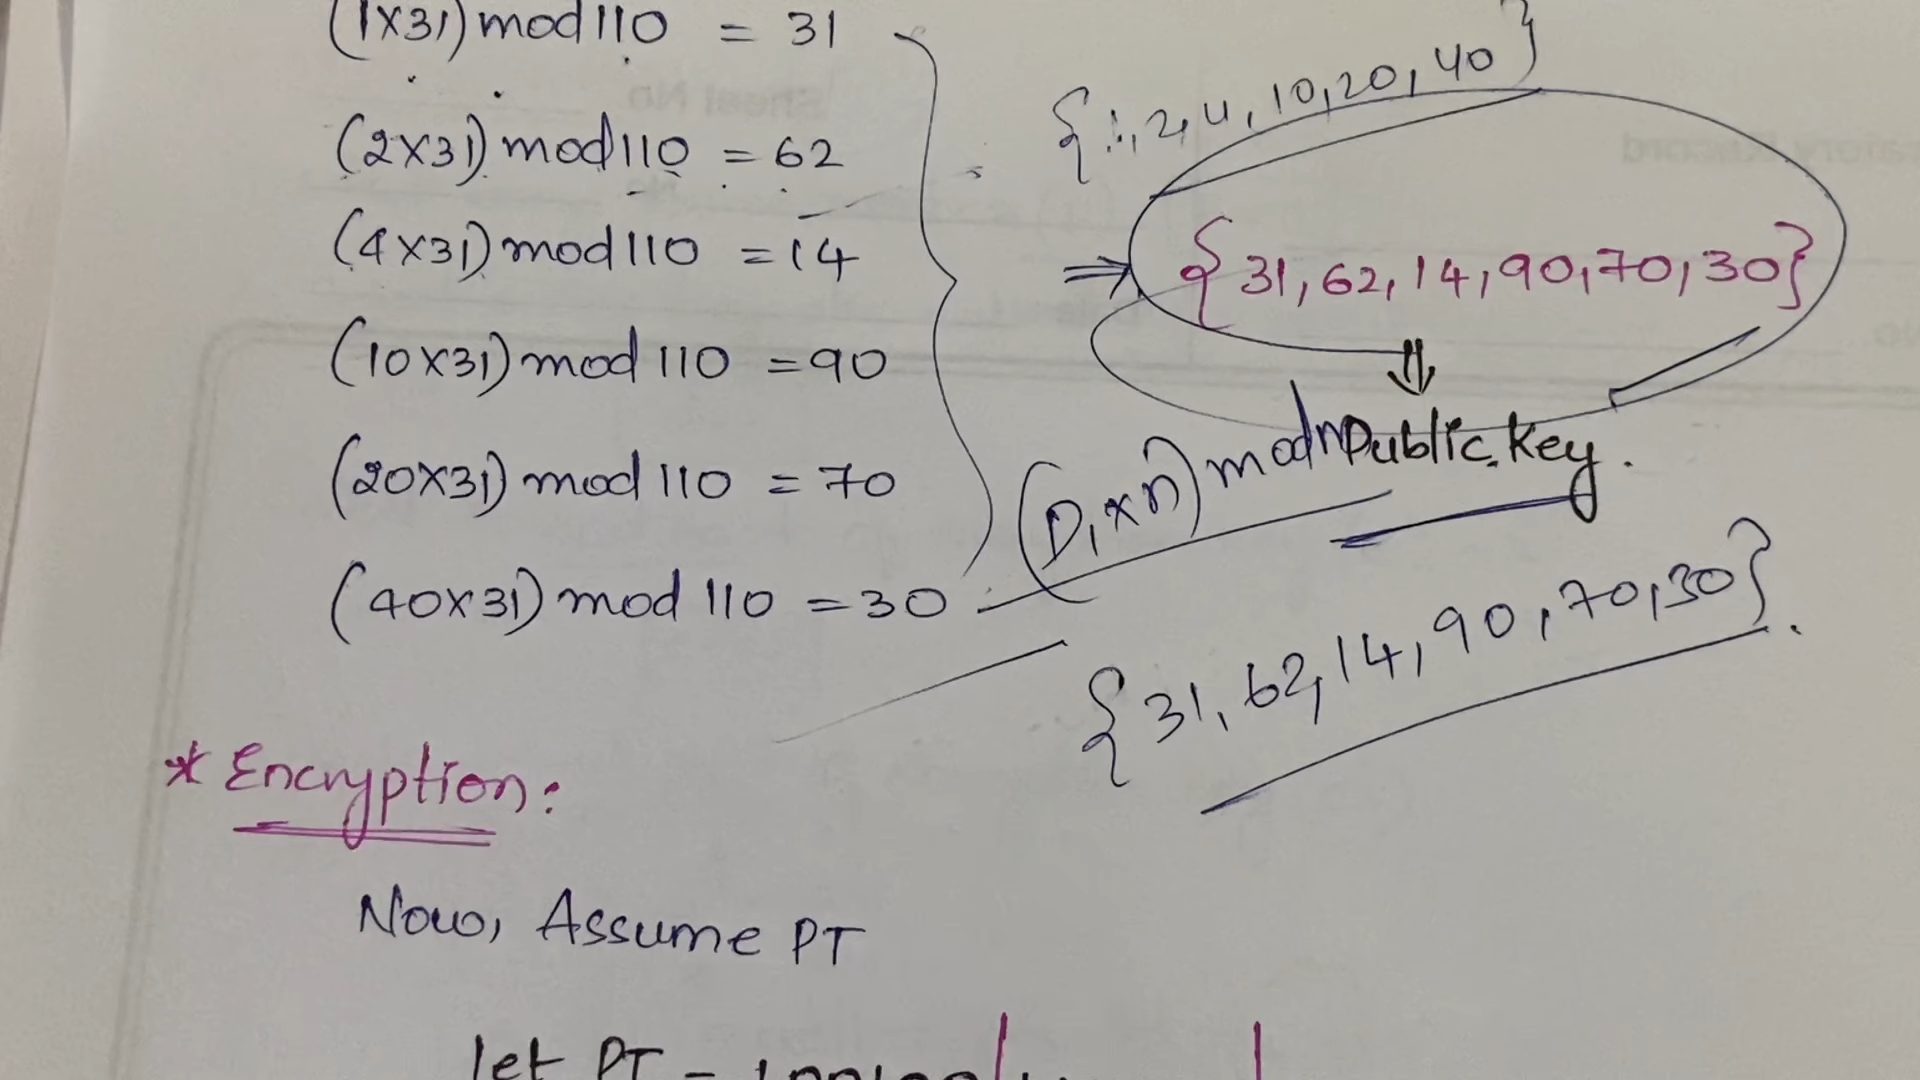 (1x31) mod 110 = 31
(2x31) mod 110 = 62
(4x31) mod 110 = 14
(10x31) mod 110 = 90
(20x31) mod 110 = 70
(40x31) mod 110 = 30
{1, 2, 4, 10, 20, 40}
⇒ {31, 62, 14, 90, 70, 30}
⇓
Public Key.
(D, x n) mod n
{31, 62, 14, 90, 70, 30}.
* Encryption:
Now, Assume PT
let PT =